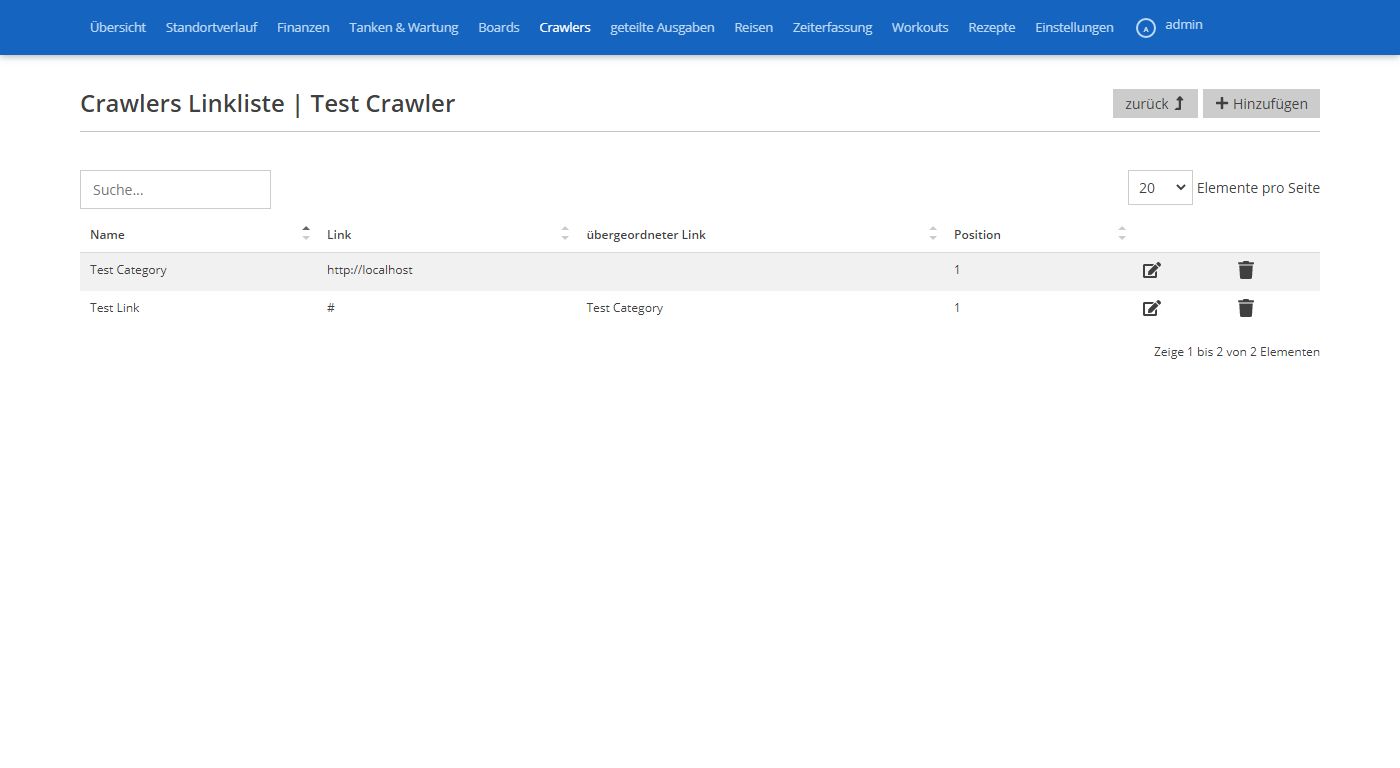 Übersicht Standortverlauf Finanzen Tanken & Wartung Boards Crawlers geteilte Ausgaben Reisen Zeiterfassung Workouts Rezepte Einstellungen A admin
Crawlers Linkliste | Test Crawler zurück Hinzufügen
Suche... 20 Elemente pro Seite
Name Link übergeordneter Link Position
Test Category http://localhost 1
Test Link # Test Category 1
Zeige 1 bis 2 von 2 Elementen